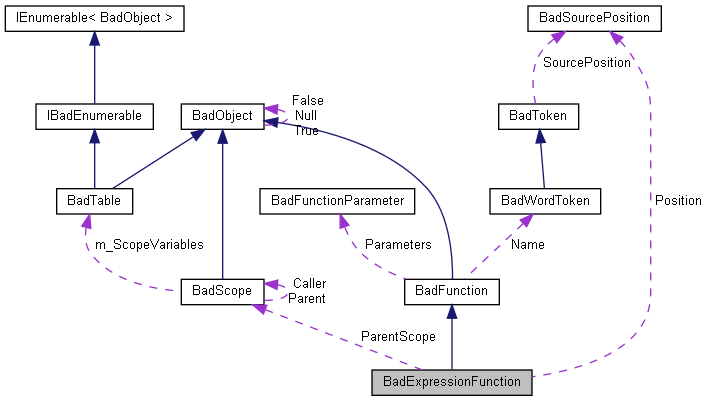 IEnumerable< BadObject >
BadSourcePosition
SourcePosition
False
Null
True
IBadEnumerable
BadObject
BadToken
BadTable
BadFunctionParameter
BadWordToken
Position
m_ScopeVariables
Parameters
Name
Caller
Parent
BadScope
BadFunction
ParentScope
BadExpressionFunction